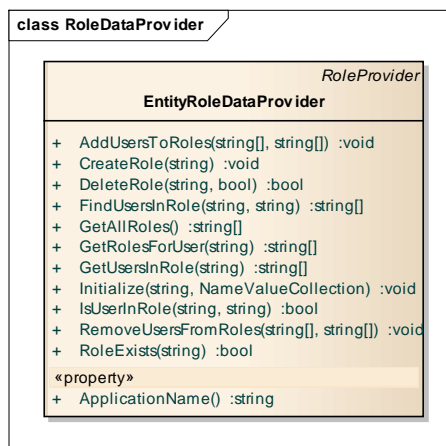 class RoleDataProvider
RoleProvider
EntityRoleDataProvider
+ AddUsersToRoles(string[], string[]) :void
+ CreateRole(string) :void
+ DeleteRole(string, bool) :bool
+ FindUsersInRole(string, string) :string[]
+ GetAllRoles() :string[]
+ GetRolesForUser(string) :string[]
+ GetUsersInRole(string) :string[]
+ Initialize(string, NameValueCollection) :void
+ IsUserInRole(string, string) :bool
+ RemoveUsersFromRoles(string[], string[]) :void
+ RoleExists(string) :bool
«property»
+ ApplicationName() :string